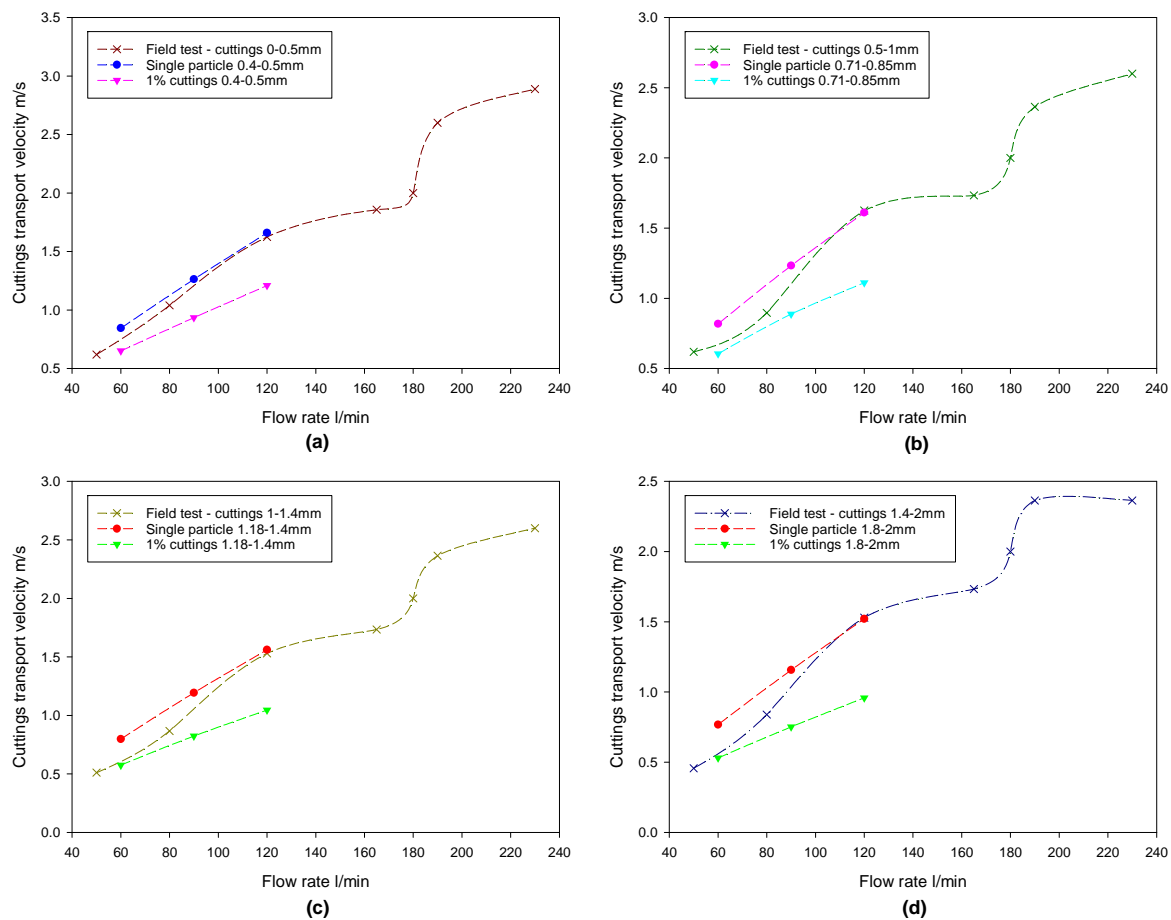 3.5
Field test - cuttings 0-0.5mm
Single particle 0.4-0.5mm
1% cuttings 0.4-0.5mm
3.0
2.5
2.0
1.5
1.0
0.5
Cuttings transport velocity m/s
40 60 80 100 120 140 160 180 200 220 240
Flow rate l/min
(a)
3.0
Field test - cuttings 0.5-1mm
Single particle 0.71-0.85mm
1% cuttings 0.71-0.85mm
2.5
2.0
1.5
1.0
0.5
Cuttings transport velocity m/s
40 60 80 100 120 140 160 180 200 220 240
Flow rate l/min
(b)
3.0
Field test - cuttings 1-1.4mm
Single particle 1.18-1.4mm
1% cuttings 1.18-1.4mm
2.5
2.0
1.5
1.0
0.5
0.0
Cuttings transport velocity m/s
40 60 80 100 120 140 160 180 200 220 240
Flow rate l/min
(c)
2.5
Field test - cuttings 1.4-2mm
Single particle 1.8-2mm
1% cuttings 1.8-2mm
2.0
1.5
1.0
0.5
0.0
Cuttings transport velocity m/s
40 60 80 100 120 140 160 180 200 220 240
Flow rate l/min
(d)